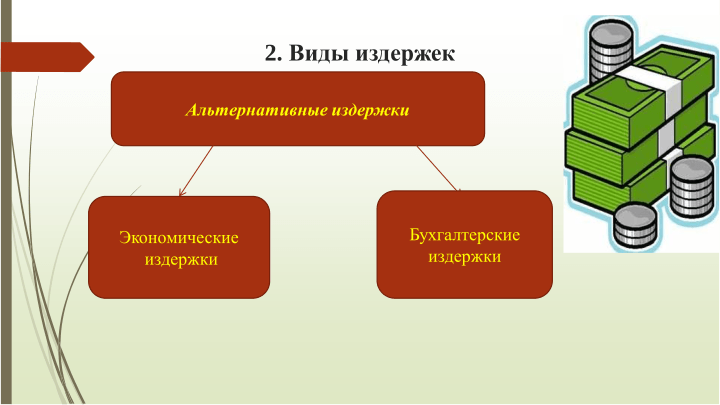 2. Виды издержек
Альтернативные издержки
Экономические
издержки
Бухгалтерские
издержки